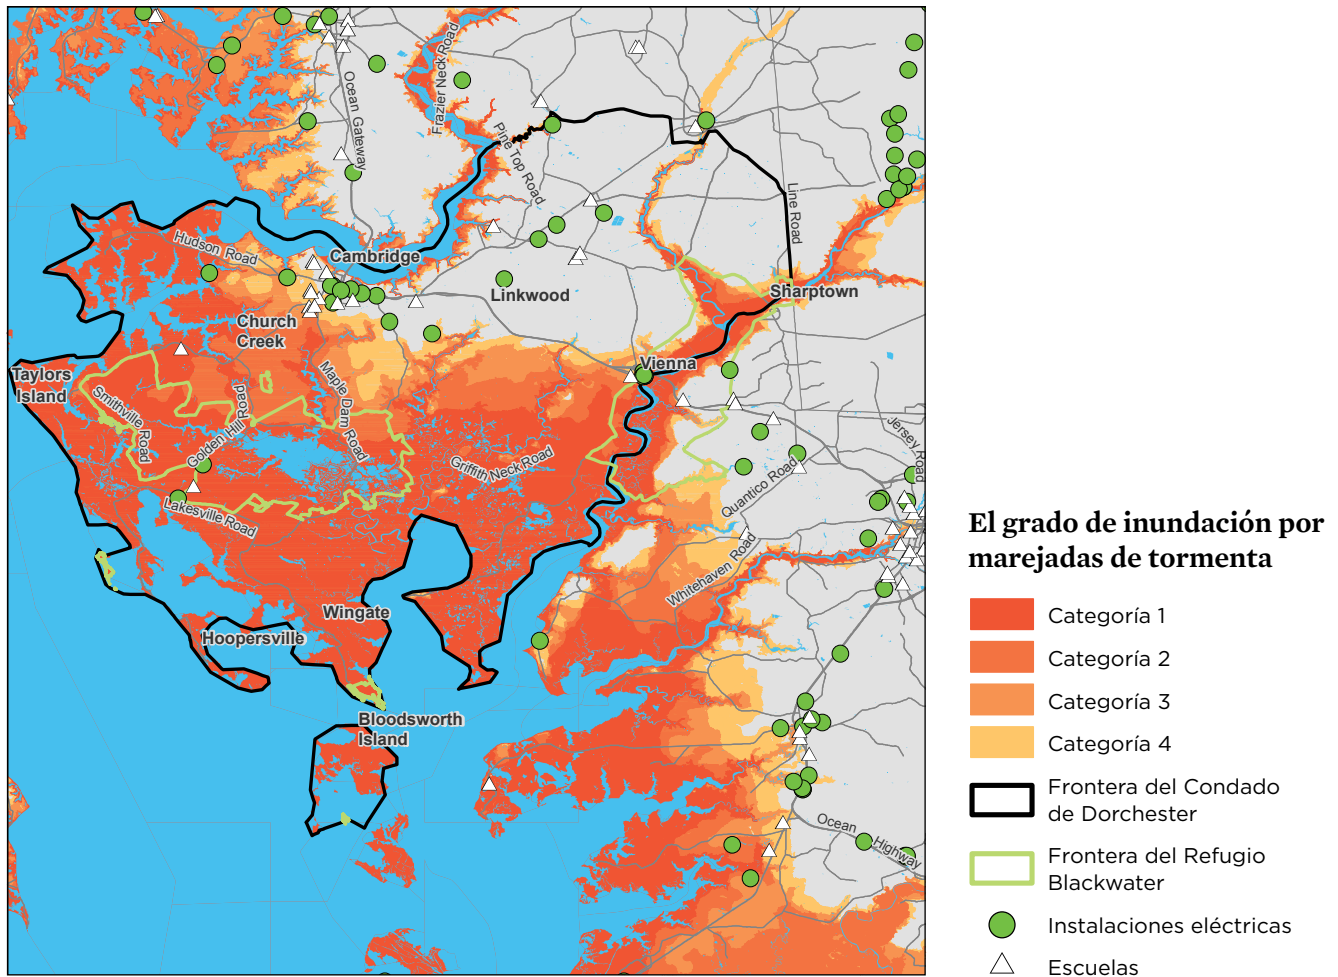 Frazier Neck Road
Ocean Gateway
Pine Top Road
Line Road
Hudson Road
Cambridge
Linkwood
Sharptown
Church
Creek
Vienna
Taylors
Island
Smithville Road
Golden Hill Road
Maple Dam Road
Griffith Neck Road
Lakesville Road
Jersey Road
Quantico Road
Whitehaven Road
Wingate
Hoopersville
Bloodsworth
Island
Ocean Highway
El grado de inundación por
marejadas de tormenta
Categoría 1
Categoría 2
Categoría 3
Categoría 4
Frontera del Condado
de Dorchester
Frontera del Refugio
Blackwater
Instalaciones eléctricas
Escuelas